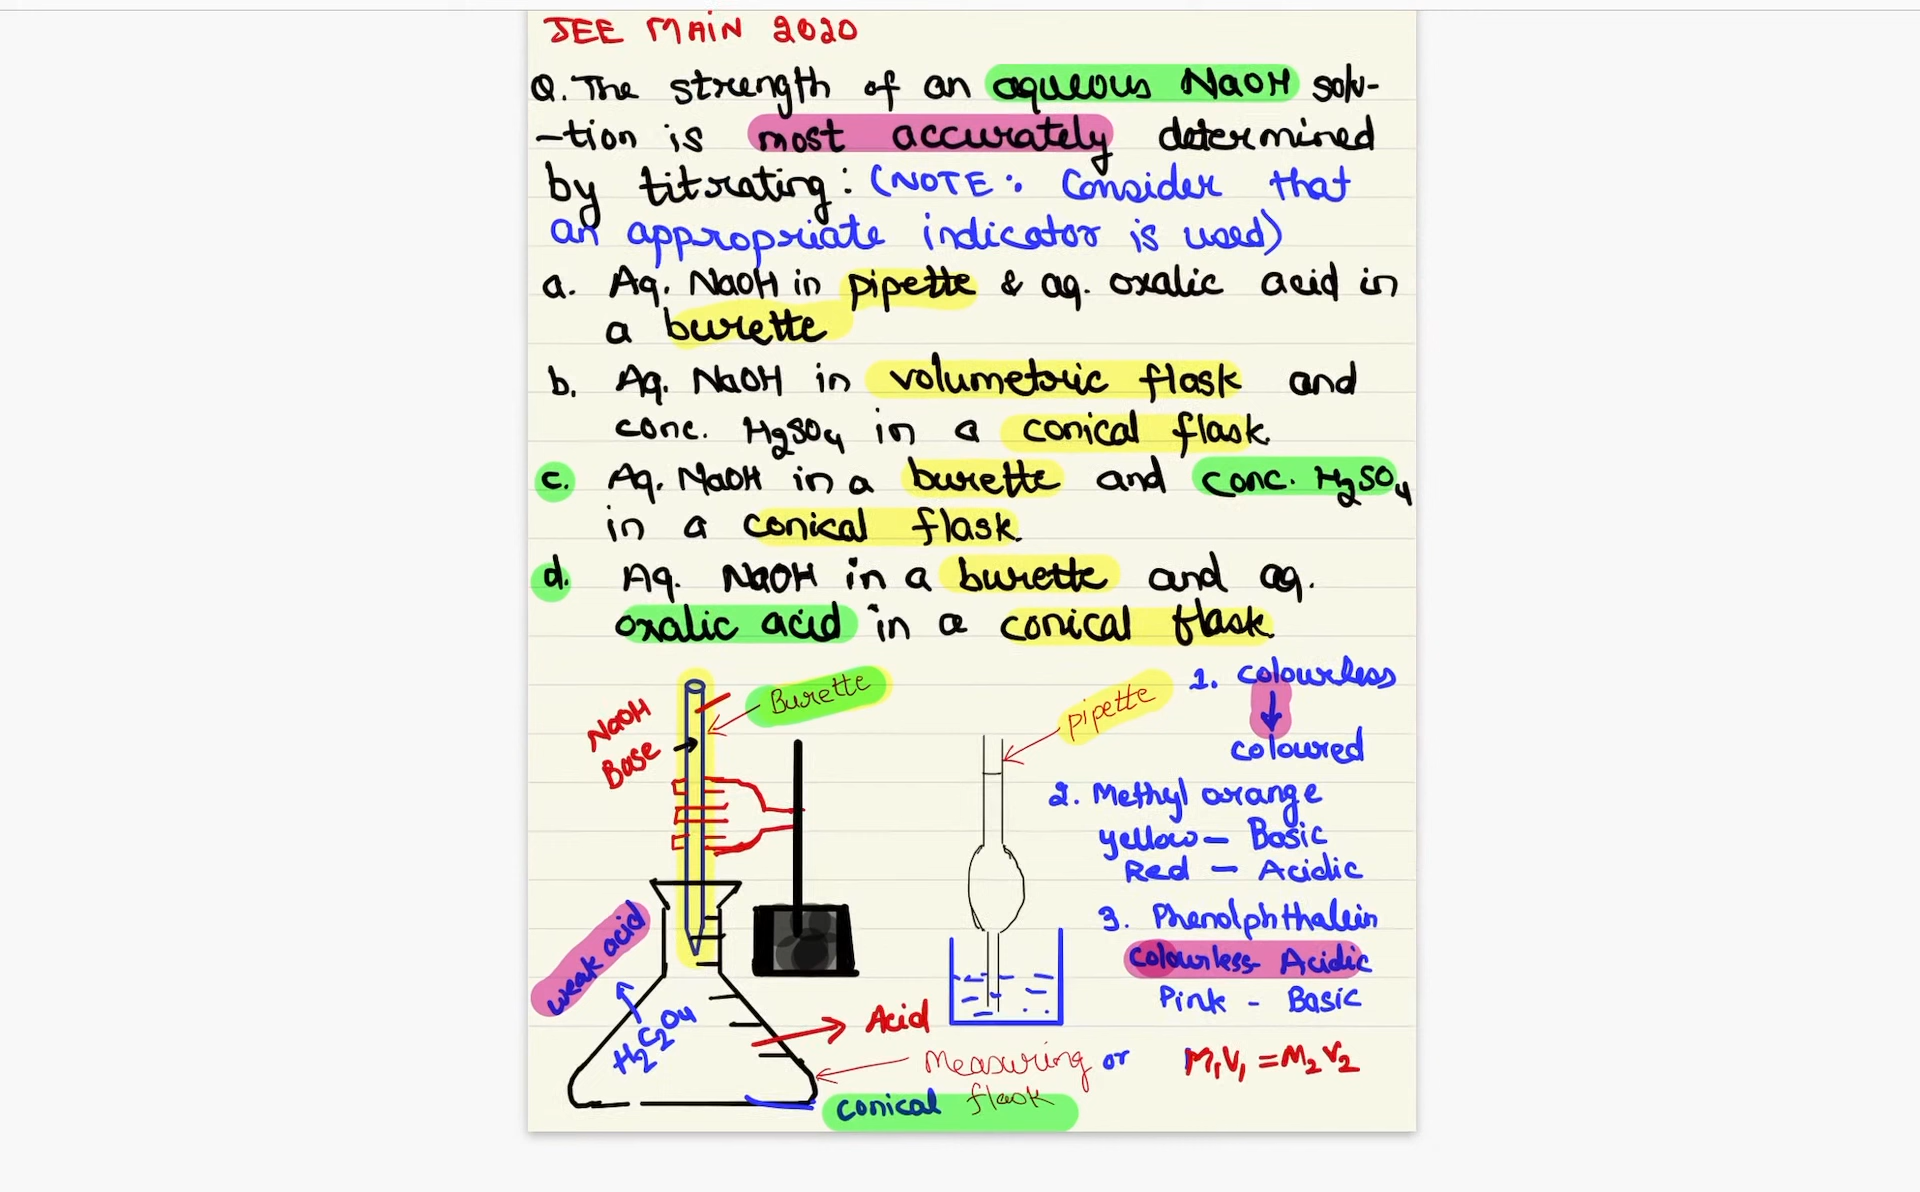 JEE MAIN 2020
Q. The strength of an aqueous NaOH solu-
-tion is most accurately determined
by titrating: (NOTE: Consider that
an appropriate indicator is used)
a. Aq. NaOH in pipette & aq. oxalic acid in
a burette
b. Aq. NaOH in volumetric flask and
conc. H2SO4 in a conical flask.
c. Aq. NaOH in a burette and conc. H2SO4
in a conical flask.
d. Aq. NaOH in a burette and aq.
oxalic acid in a conical flask.
Burette
NaOH
Base
pipette
1. colourless
↓
coloured
2. Methyl orange
yellow – Basic
Red – Acidic
3. Phenolphthalein
colourless- Acidic
Pink - Basic
weak acid
H2C2O4
Acid
Measuring or
conical flask
M1V1 = M2V2